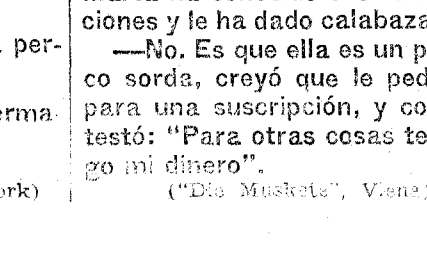 ciones y le ha dado calabaza
—No. Es que ella es un p
co sorda, creyó que le ped
para una suscripción, y co
testó: "Para otras cosas te
go mi dinero".
("Die Muskete", Viena)
per-
erma-
ork)